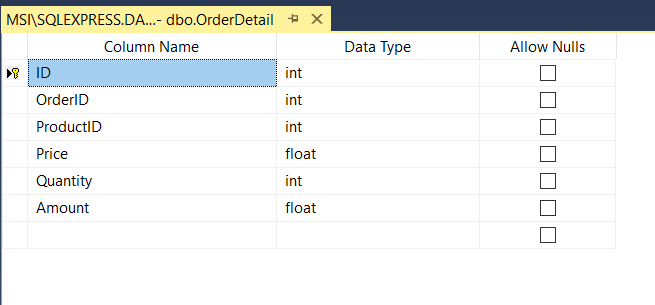 MSI\SQLEXPRESS.DA...- dbo.OrderDetail
Column Name Data Type Allow Nulls
ID int
OrderID int
ProductID int
Price float
Quantity int
Amount float